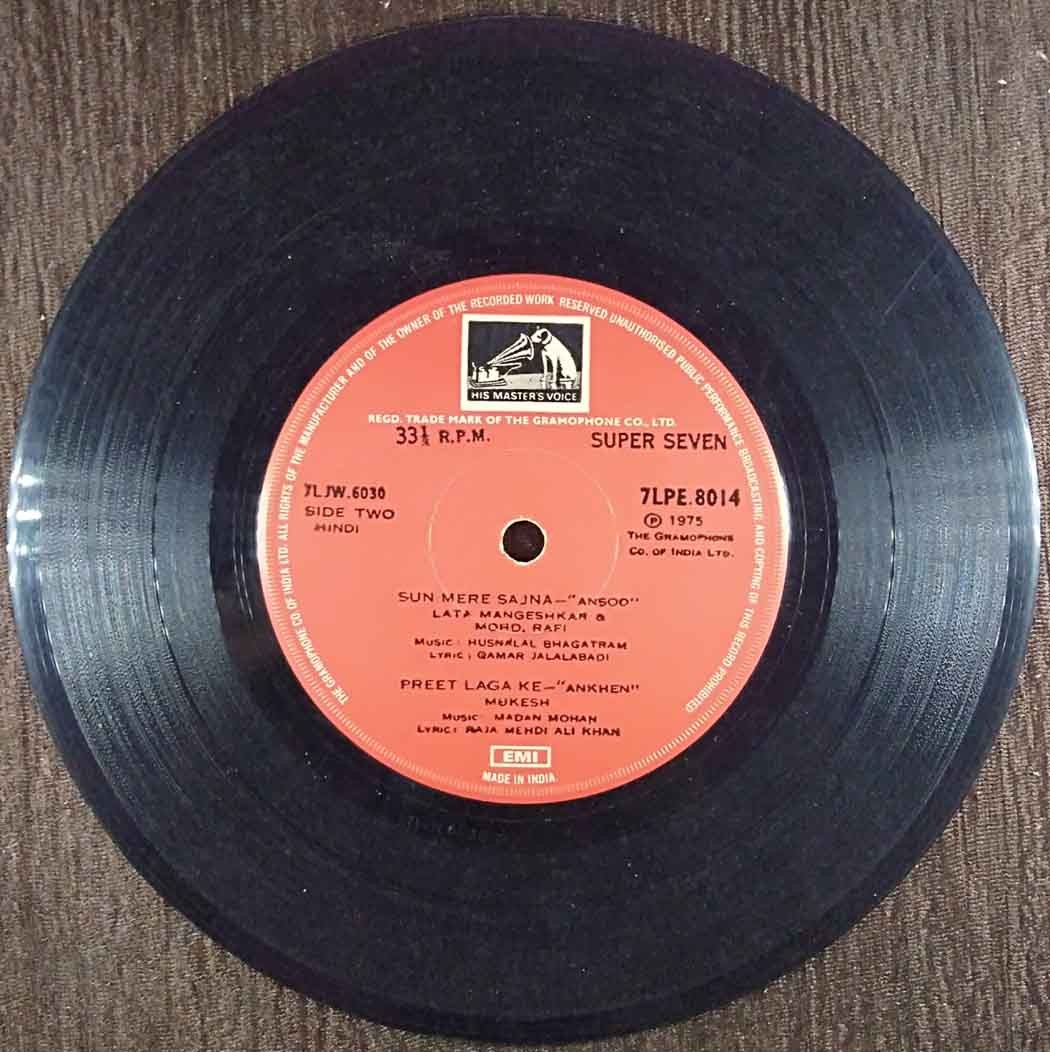 THE GRAMOPHONE CO OF INDIA LTD. ALL RIGHTS OF THE MANUFACTURER AND OF THE OWNER OF THE RECORDED WORK RESERVED UNAUTHORISED PUBLIC PERFORMANCE BROADCASTING AND COPYING OF THIS RECORD PROHIBITED
HIS MASTER'S VOICE
REGD. TRADE MARK OF THE GRAMOPHONE CO., LTD.
33⅓ R.P.M. SUPER SEVEN
7LJW.6030 7LPE.8014
SIDE TWO ℗ 1975
HINDI THE GRAMOPHONE
CO. OF INDIA LTD.
SUN MERE SAJNA—"ANSOO"
LATA MANGESHKAR &
MOHD. RAFI
MUSIC: HUSNALAL BHAGATRAM
LYRIC: QAMAR JALALABADI
PREET LAGA KE—"ANKHEN"
MUKESH
MUSIC: MADAN MOHAN
LYRIC: RAJA MEHDI ALI KHAN
EMI
MADE IN INDIA